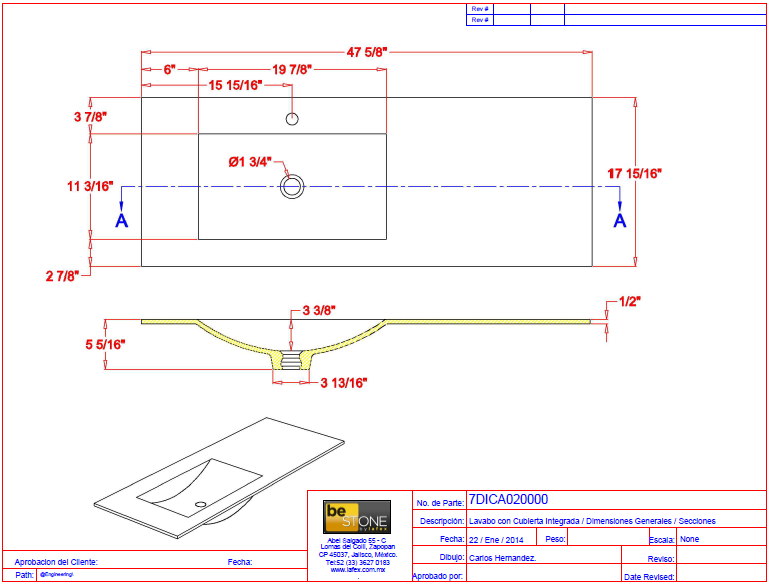 Rev #
Rev #
47 5/8"
6"
19 7/8"
15 15/16"
3 7/8"
Ø1 3/4"
11 3/16"
17 15/16"
A
A
2 7/8"
3 3/8"
1/2"
5 5/16"
3 13/16"
be
STONE
by lafex
Abel Salgado 55 - C
Lomas del Colli, Zapopan
CP 45037, Jalisco, México.
Tel:52 (33) 3627 0183
www.lafex.com.mx
.
No. de Parte: 7DICA020000
Descripción: Lavabo con Cubierta Integrada / Dimensiones Generales / Secciones
Fecha: 22 / Ene / 2014 Peso: Escala: None
Dibujo: Carlos Hernandez. Reviso:
Aprobado por: Date Revised:
Aprobacion del Cliente: Fecha:
Path: @Engineering\